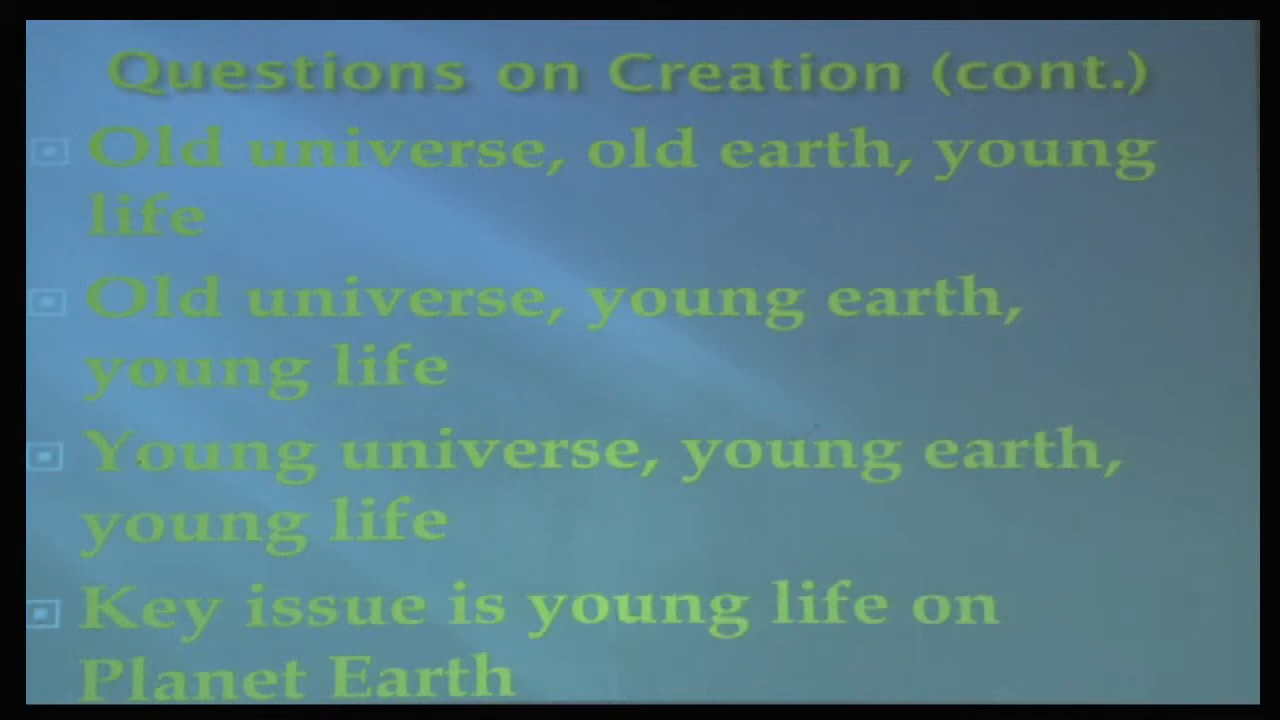 Questions on Creation (cont.)
Old universe, old earth, young
life
Old universe, young earth,
young life
Young universe, young earth,
young life
Key issue is young life on
Planet Earth